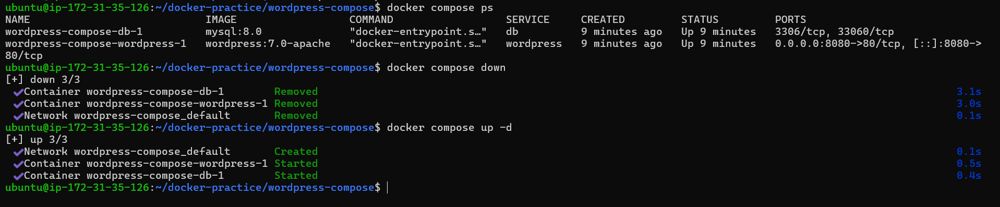 ubuntu@ip-172-31-35-126:~/docker-practice/wordpress-compose$ docker compose ps
NAME                            IMAGE                  COMMAND                  SERVICE     CREATED         STATUS         PORTS
wordpress-compose-db-1          mysql:8.0              "docker-entrypoint.s…"   db          9 minutes ago   Up 9 minutes   3306/tcp, 33060/tcp
wordpress-compose-wordpress-1   wordpress:7.0-apache   "docker-entrypoint.s…"   wordpress   9 minutes ago   Up 9 minutes   0.0.0.0:8080->80/tcp, [::]:8080->
80/tcp
ubuntu@ip-172-31-35-126:~/docker-practice/wordpress-compose$ docker compose down
[+] down 3/3
 ✔Container wordpress-compose-db-1        Removed 3.1s
 ✔Container wordpress-compose-wordpress-1 Removed 3.0s
 ✔Network wordpress-compose_default       Removed 0.1s
ubuntu@ip-172-31-35-126:~/docker-practice/wordpress-compose$ docker compose up -d
[+] up 3/3
 ✔Network wordpress-compose_default       Created 0.1s
 ✔Container wordpress-compose-wordpress-1 Started 0.5s
 ✔Container wordpress-compose-db-1        Started 0.4s
ubuntu@ip-172-31-35-126:~/docker-practice/wordpress-compose$